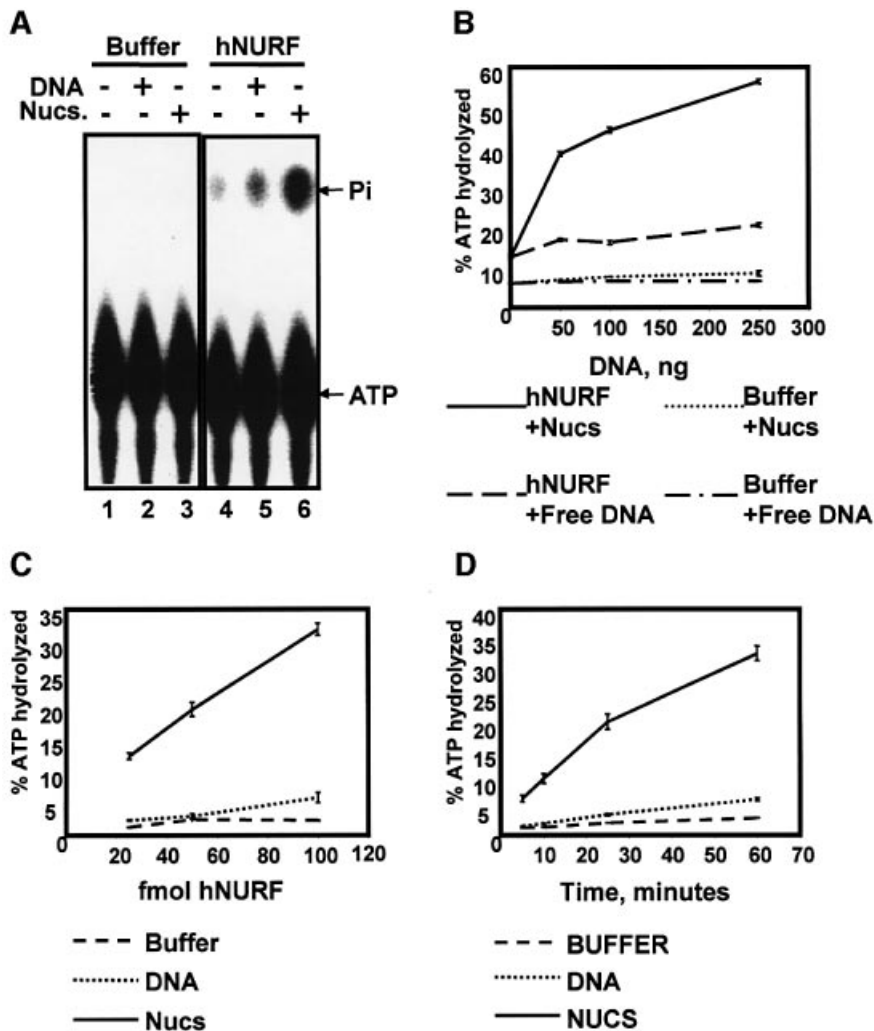 A
Buffer hNURF
DNA - + - - + -
Nucs. - - + - - +
Pi
ATP
1 2 3 4 5 6
B
% ATP hydrolyzed
60
50
40
30
20
10
0 50 100 150 200 250 300
DNA, ng
hNURF +Nucs
Buffer +Nucs
hNURF +Free DNA
Buffer +Free DNA
C
% ATP hydrolyzed
35
30
25
20
15
10
5
0 20 40 60 80 100 120
fmol hNURF
Buffer
DNA
Nucs
D
% ATP hydrolyzed
40
35
30
25
20
15
10
5
0 10 20 30 40 50 60 70
Time, minutes
BUFFER
DNA
NUCS